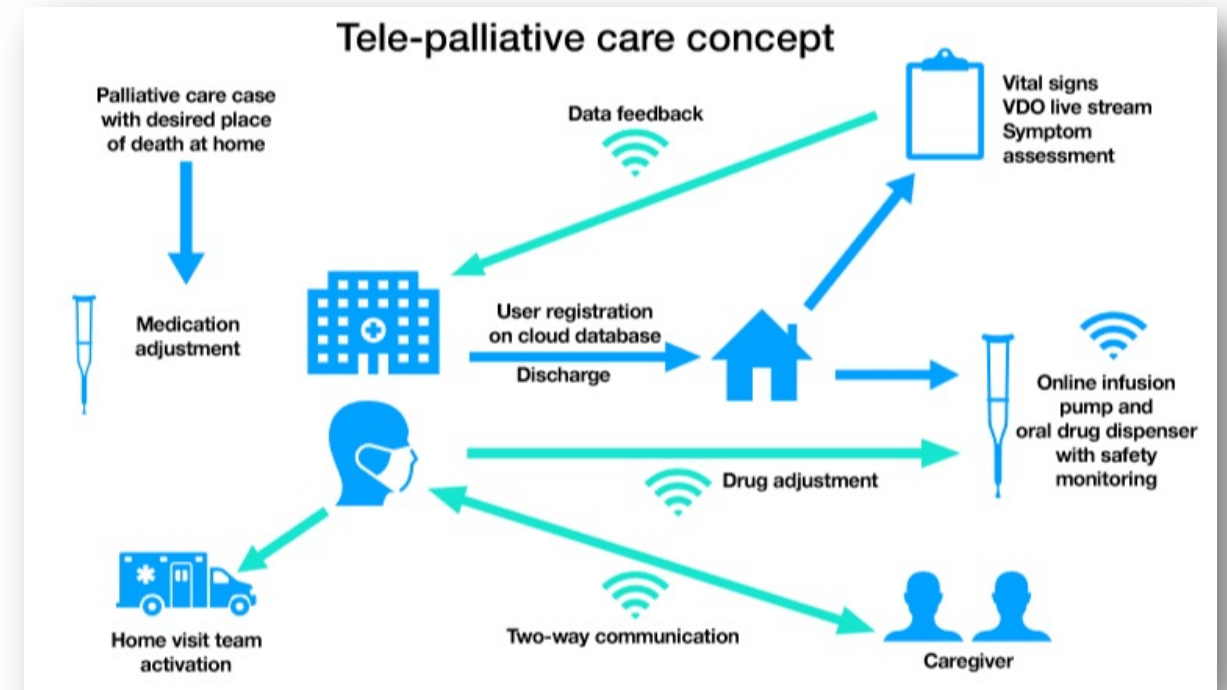 Tele-palliative care concept
Palliative care case
with desired place
of death at home
Data feedback
Vital signs
VDO live stream
Symptom
assessment
Medication
adjustment
User registration
on cloud database
Discharge
Online infusion
pump and
oral drug dispenser
with safety
monitoring
Drug adjustment
Home visit team
activation
Two-way communication
Caregiver